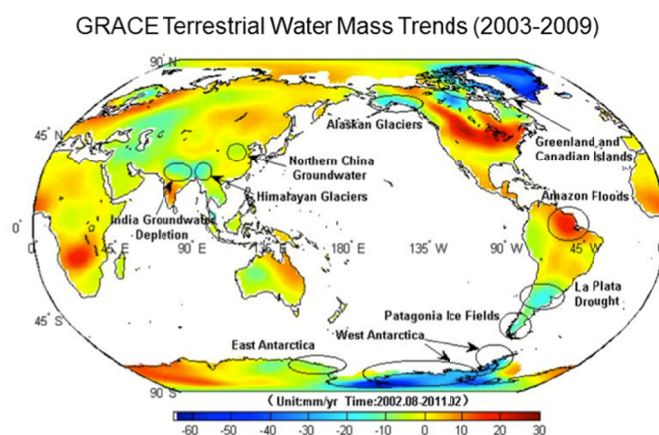 GRACE Terrestrial Water Mass Trends (2003-2009)
90 N
45 N
Alaskan Glaciers
Greenland and
Canadian Islands
Northern China
Groundwater
Himalayan Glaciers
Amazon Floods
India Groundwater
Depletion
0
0 45 E 90 E 135 E 180 E 135 W 90 W 45 W 0
La Plata
Drought
Patagonia Ice Fields
45 S
East Antarctica
West Antarctica
90 S
( Unit:mm/yr Time:2002.08-2011.02)
-60 -50 -40 -30 -20 -10 0 10 20 30